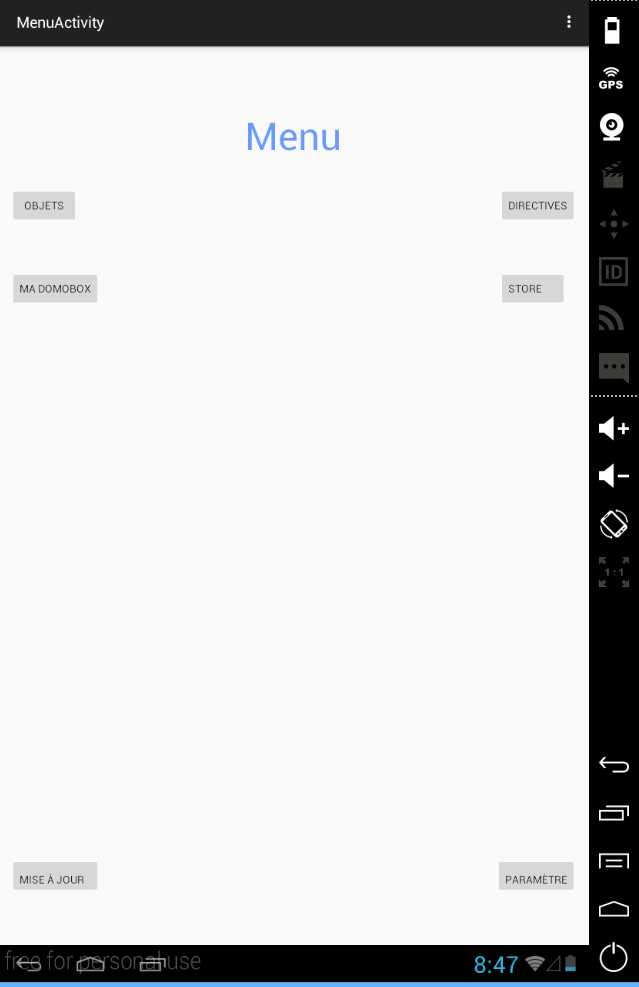 MenuActivity
GPS
Menu
OBJETS
DIRECTIVES
ID
MA DOMOBOX
STORE
1:1
MISE À JOUR
PARAMÈTRE
free for personal use
8:47